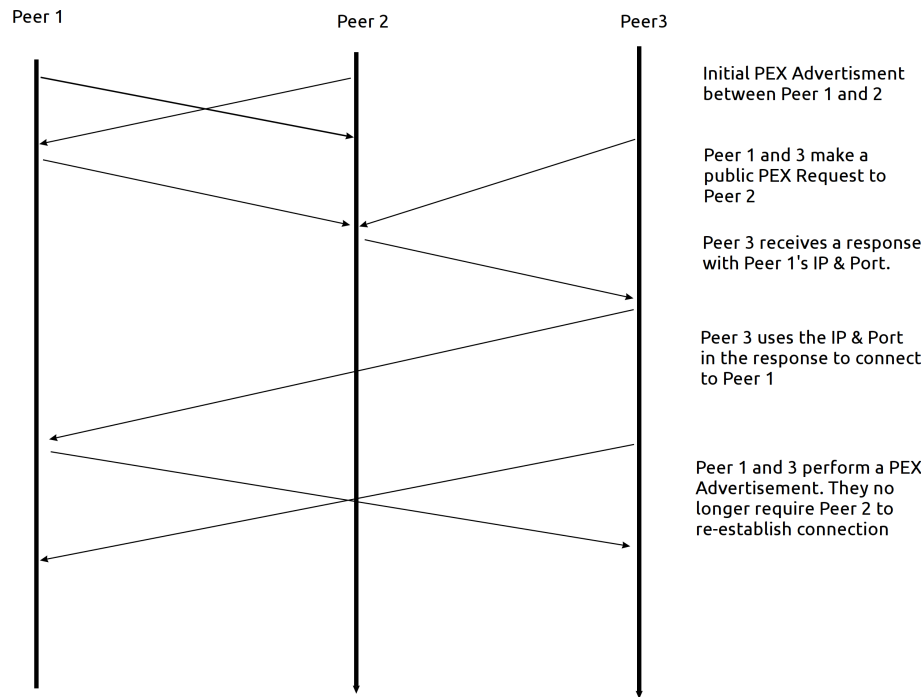 Peer 1
Peer 2
Peer3
Initial PEX Advertisment
between Peer 1 and 2
Peer 1 and 3 make a
public PEX Request to
Peer 2
Peer 3 receives a response
with Peer 1's IP & Port.
Peer 3 uses the IP & Port
in the response to connect
to Peer 1
Peer 1 and 3 perform a PEX
Advertisement. They no
longer require Peer 2 to
re-establish connection